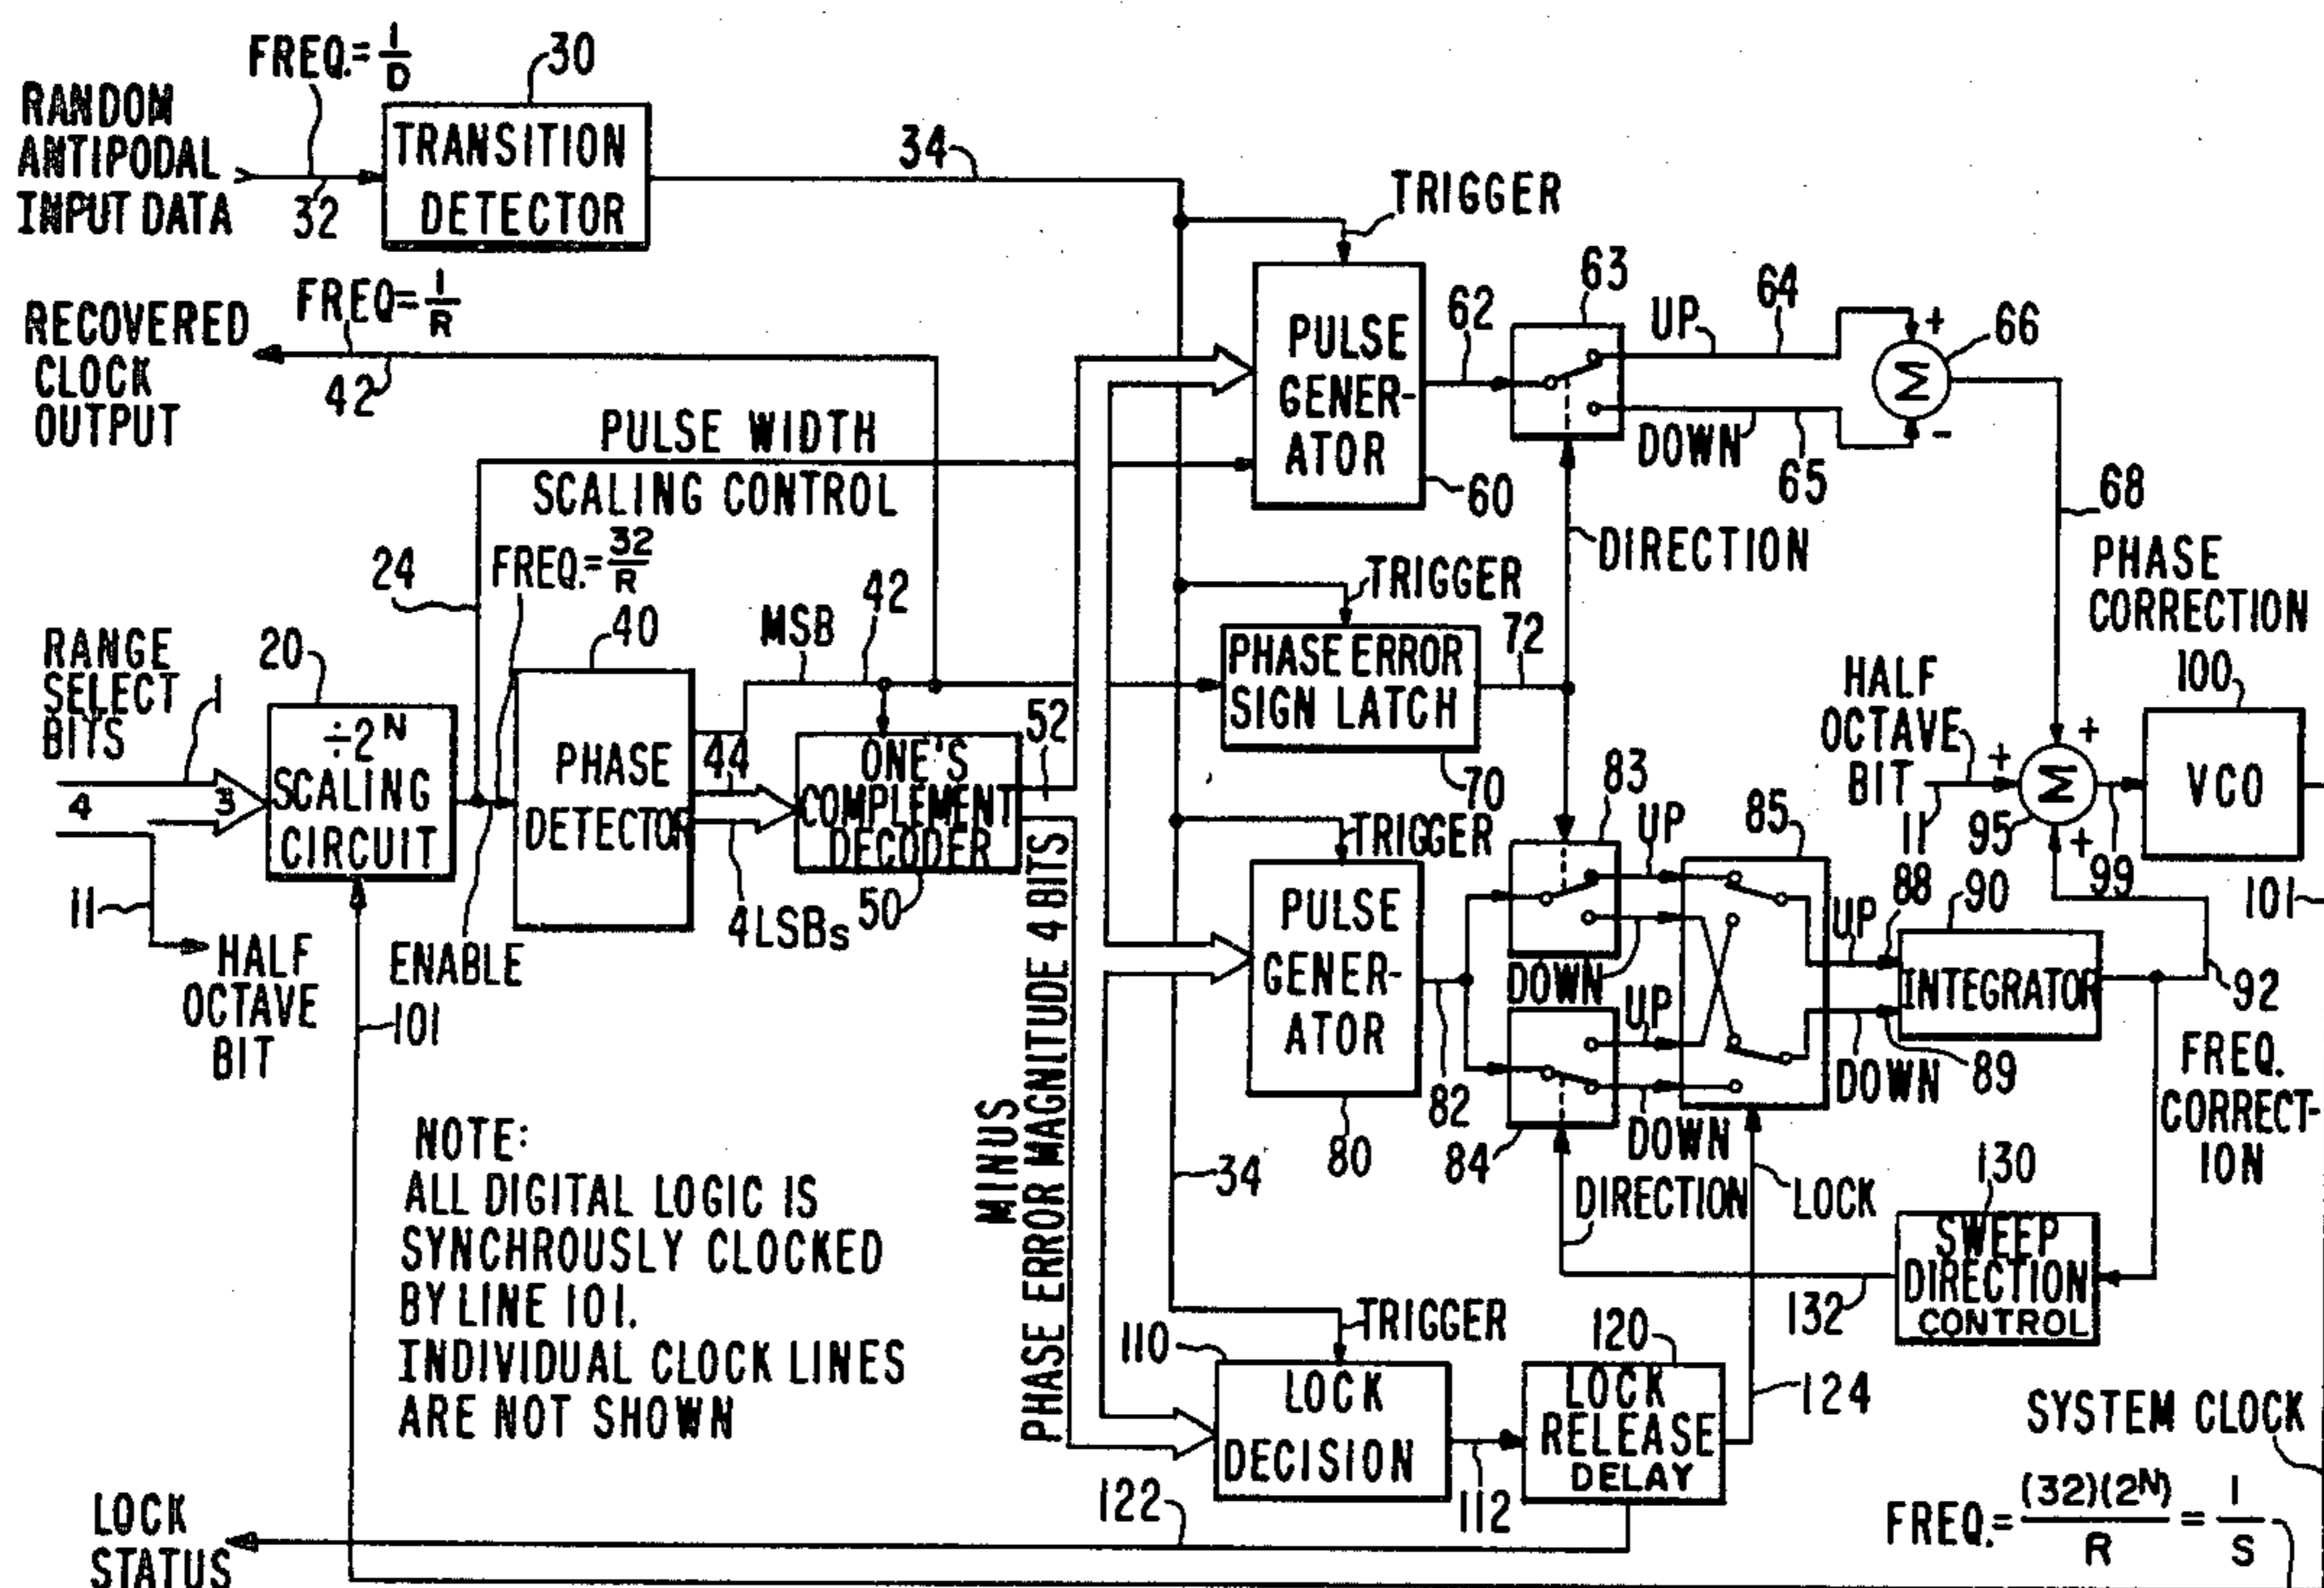 FREQ.= 1/D
30
RANDOM
ANTIPODAL
INPUT DATA
32
TRANSITION
DETECTOR
34
TRIGGER
FREQ= 1/R
RECOVERED
CLOCK
OUTPUT
42
PULSE WIDTH
SCALING CONTROL
PULSE
GENER-
ATOR
60
62
63
UP
64
DOWN
65
+
-
Σ
66
68
PHASE
CORRECTION
24
FREQ.= 32/R
40
MSB
42
TRIGGER
DIRECTION
PHASE ERROR
SIGN LATCH
70
72
RANGE
SELECT
BITS
1
4
3
20
÷2^N
SCALING
CIRCUIT
PHASE
DETECTOR
44
4LSBs
ONE'S
COMPLEMENT
DECODER
50
52
11
HALF
OCTAVE
BIT
ENABLE
101
MINUS
PHASE ERROR MAGNITUDE 4 BITS
TRIGGER
PULSE
GENER-
ATOR
80
82
83
UP
DOWN
UP
DOWN
84
85
HALF
OCTAVE
BIT
11
+
+
+
Σ
95
99
100
VCO
101
UP
88
90
INTEGRATOR
DOWN
89
92
FREQ.
CORRECT-
ION
34
DIRECTION
LOCK
130
SWEEP
DIRECTION
CONTROL
132
NOTE:
ALL DIGITAL LOGIC IS
SYNCHROUSLY CLOCKED
BY LINE 101.
INDIVIDUAL CLOCK LINES
ARE NOT SHOWN
TRIGGER
110
LOCK
DECISION
112
120
LOCK
RELEASE
DELAY
124
122
LOCK
STATUS
SYSTEM CLOCK
FREQ.= (32)(2^N)/R = 1/S